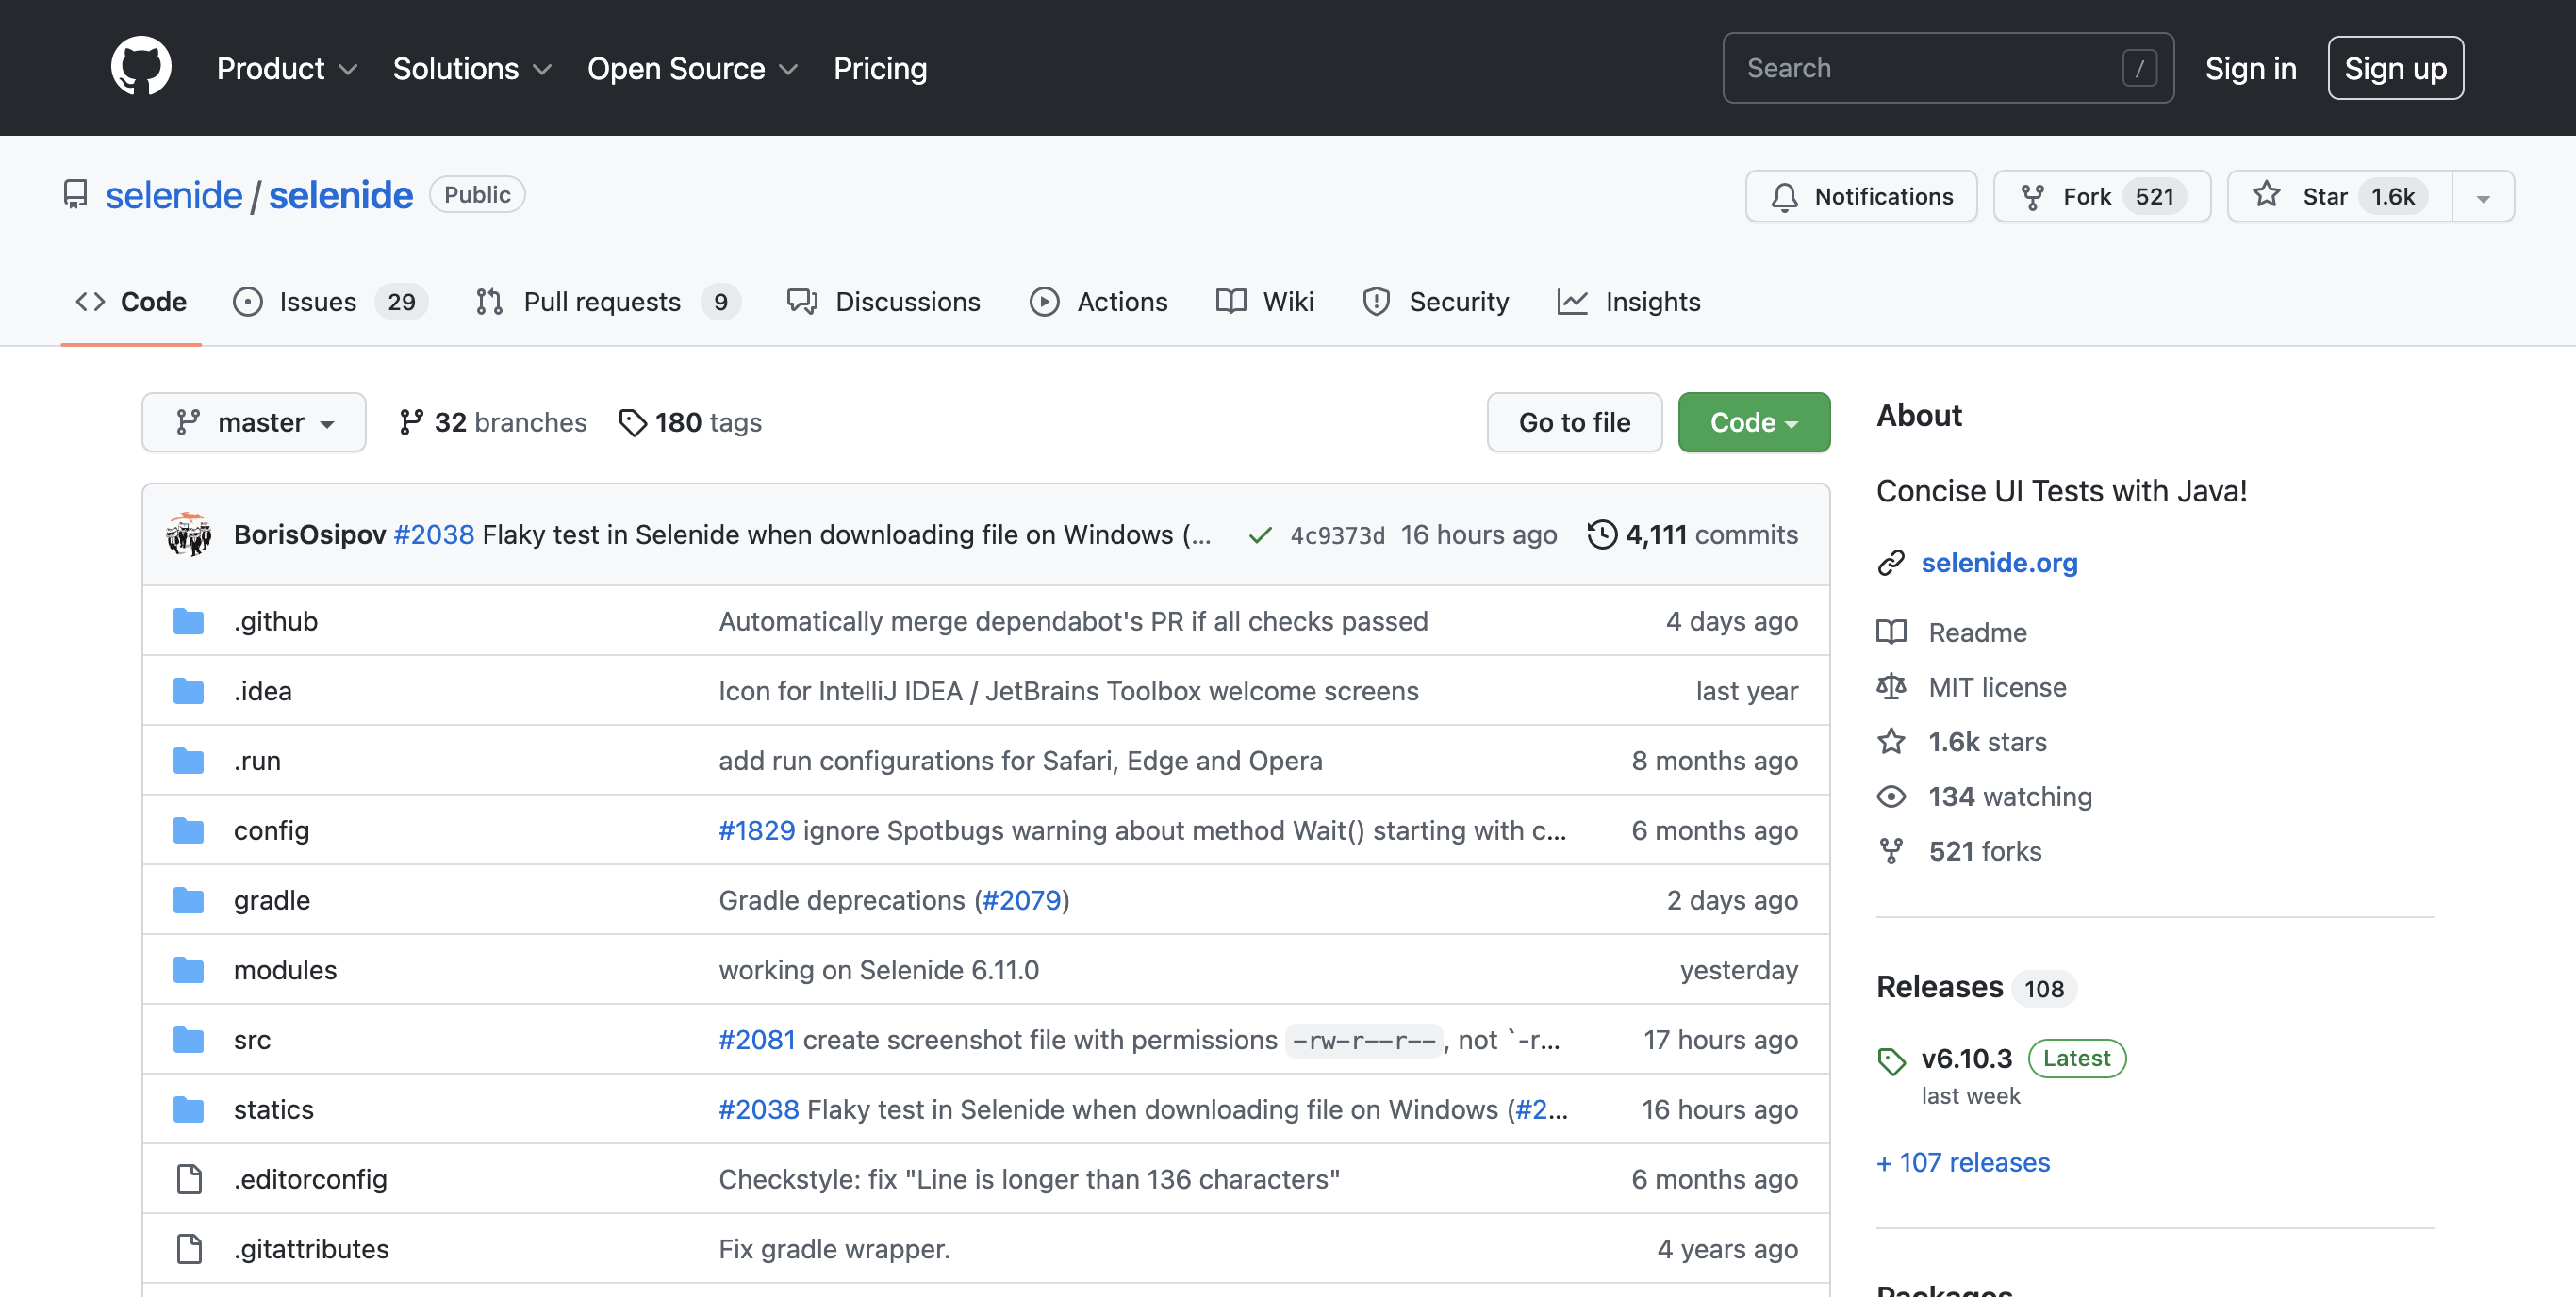 Product Solutions Open Source Pricing Search / Sign in Sign up
selenide / selenide Public Notifications Fork 521 Star 1.6k
Code Issues 29 Pull requests 9 Discussions Actions Wiki Security Insights
master 32 branches 180 tags Go to file Code
BorisOsipov #2038 Flaky test in Selenide when downloading file on Windows (... 4c9373d 16 hours ago 4,111 commits
.github Automatically merge dependabot's PR if all checks passed 4 days ago
.idea Icon for IntelliJ IDEA / JetBrains Toolbox welcome screens last year
.run add run configurations for Safari, Edge and Opera 8 months ago
config #1829 ignore Spotbugs warning about method Wait() starting with c... 6 months ago
gradle Gradle deprecations (#2079) 2 days ago
modules working on Selenide 6.11.0 yesterday
src #2081 create screenshot file with permissions -rw-r--r--, not `-r... 17 hours ago
statics #2038 Flaky test in Selenide when downloading file on Windows (#2... 16 hours ago
.editorconfig Checkstyle: fix "Line is longer than 136 characters" 6 months ago
.gitattributes Fix gradle wrapper. 4 years ago
About
Concise UI Tests with Java!
selenide.org
Readme
MIT license
1.6k stars
134 watching
521 forks
Releases 108
v6.10.3 Latest
last week
+ 107 releases
Packages